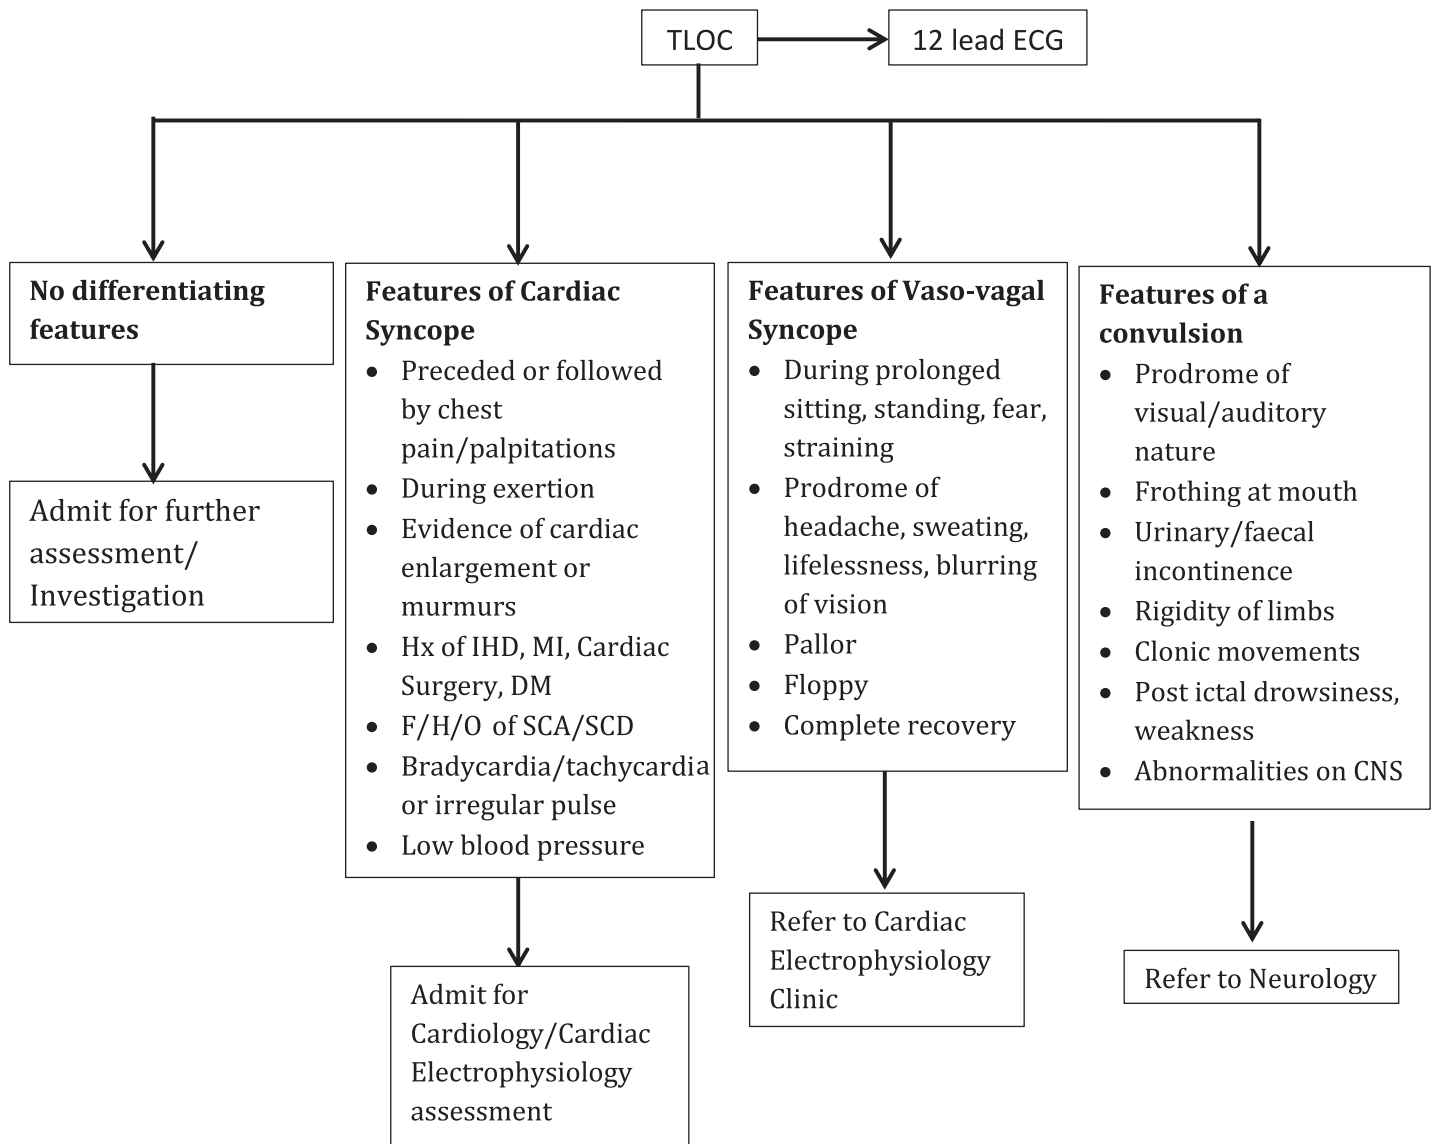 TLOC
12 lead ECG
No differentiating
features
Admit for further
assessment/
Investigation
Features of Cardiac
Syncope
• Preceded or followed
by chest
pain/palpitations
• During exertion
• Evidence of cardiac
enlargement or
murmurs
• Hx of IHD, MI, Cardiac
Surgery, DM
• F/H/O of SCA/SCD
• Bradycardia/tachycardia
or irregular pulse
• Low blood pressure
Admit for
Cardiology/Cardiac
Electrophysiology
assessment
Features of Vaso-vagal
Syncope
• During prolonged
sitting, standing, fear,
straining
• Prodrome of
headache, sweating,
lifelessness, blurring
of vision
• Pallor
• Floppy
• Complete recovery
Refer to Cardiac
Electrophysiology
Clinic
Features of a
convulsion
• Prodrome of
visual/auditory
nature
• Frothing at mouth
• Urinary/faecal
incontinence
• Rigidity of limbs
• Clonic movements
• Post ictal drowsiness,
weakness
• Abnormalities on CNS
Refer to Neurology